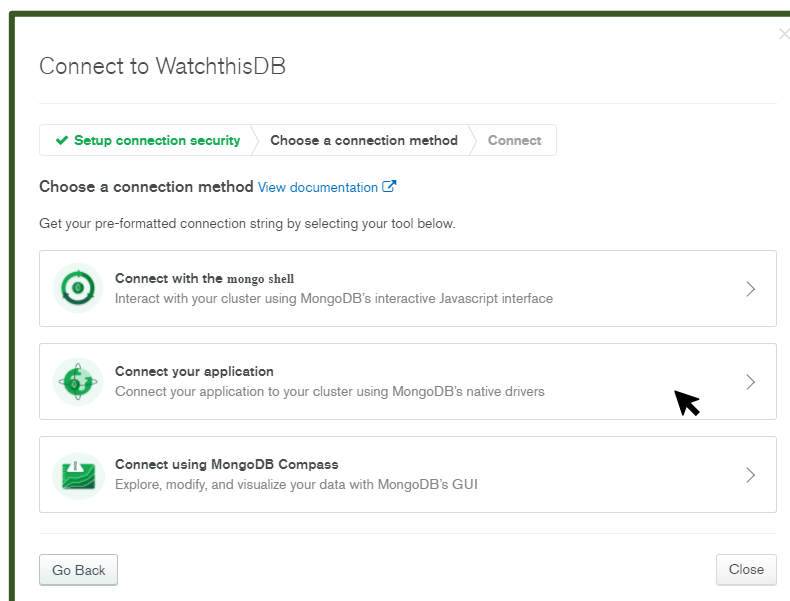 Connect to WatchthisDB
Setup connection security Choose a connection method Connect
Choose a connection method View documentation
Get your pre-formatted connection string by selecting your tool below.
Connect with the mongo shell
Interact with your cluster using MongoDB's interactive Javascript interface
Connect your application
Connect your application to your cluster using MongoDB's native drivers
Connect using MongoDB Compass
Explore, modify, and visualize your data with MongoDB's GUI
Go Back Close